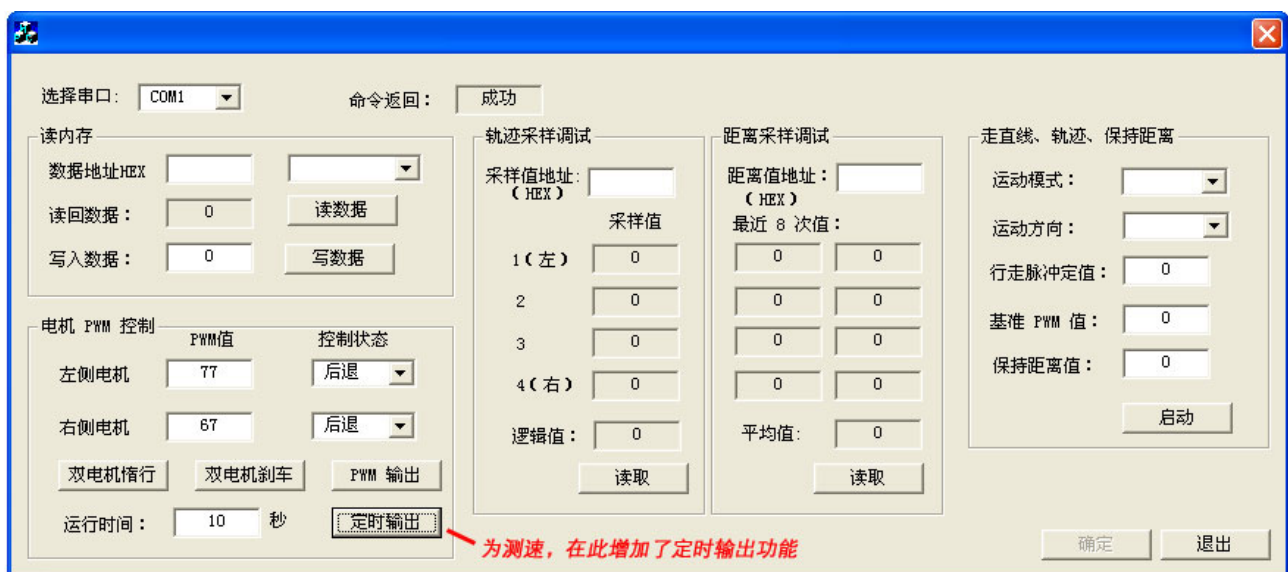 选择串口: COM1 命令返回： 成功
读内存
数据地址HEX
读回数据： 0 读数据
写入数据： 0 写数据
电机 PWM 控制
PWM值 控制状态
左侧电机 77 后退
右侧电机 67 后退
双电机惰行 双电机刹车 PWM 输出
运行时间： 10 秒 定时输出
为测速，在此增加了定时输出功能
轨迹采样调试
采样值地址:
(HEX)
采样值
1(左) 0
2 0
3 0
4(右) 0
逻辑值： 0
读取
距离采样调试
距离值地址：
(HEX)
最近 8 次值：
0 0
0 0
0 0
0 0
平均值: 0
读取
走直线、轨迹、保持距离
运动模式：
运动方向：
行走脉冲定值： 0
基准 PWM 值： 0
保持距离值： 0
启动
确定 退出